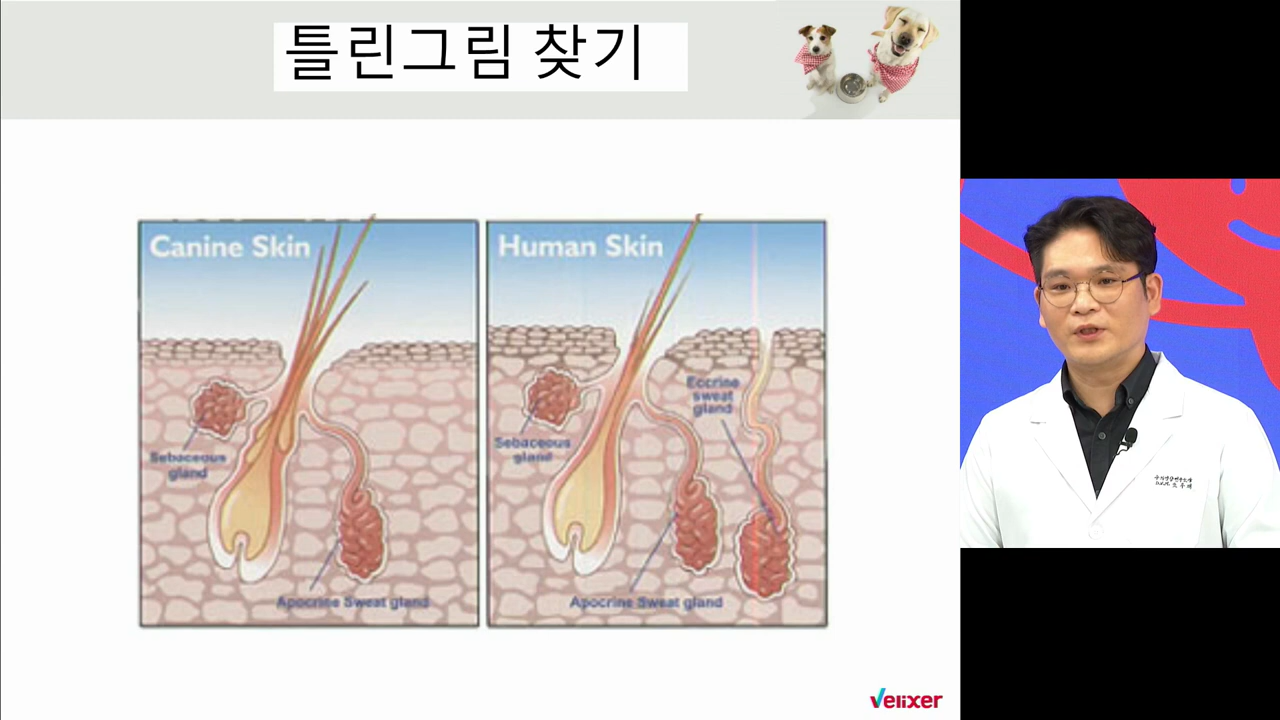 틀린그림 찾기
Canine Skin
Human Skin
Sebaceous
gland
Apocrine Sweat gland
Sebaceous
gland
Eccrine
sweat
gland
Apocrine Sweat gland
Velixer